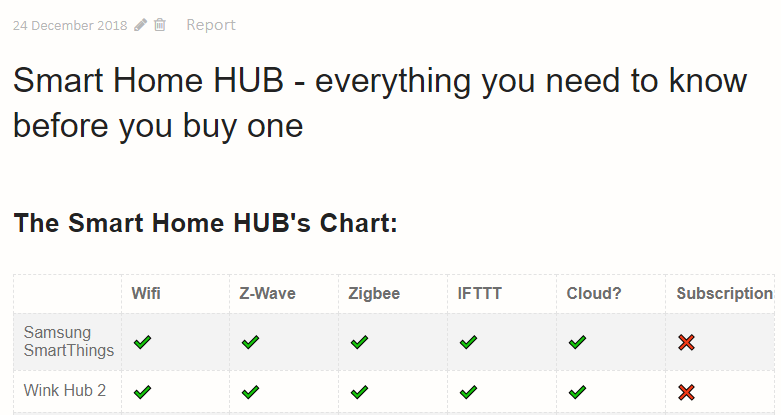 24 December 2018 Report
Smart Home HUB - everything you need to know
before you buy one
The Smart Home HUB's Chart:
Wifi Z-Wave Zigbee IFTTT Cloud? Subscription
Samsung
SmartThings
Wink Hub 2